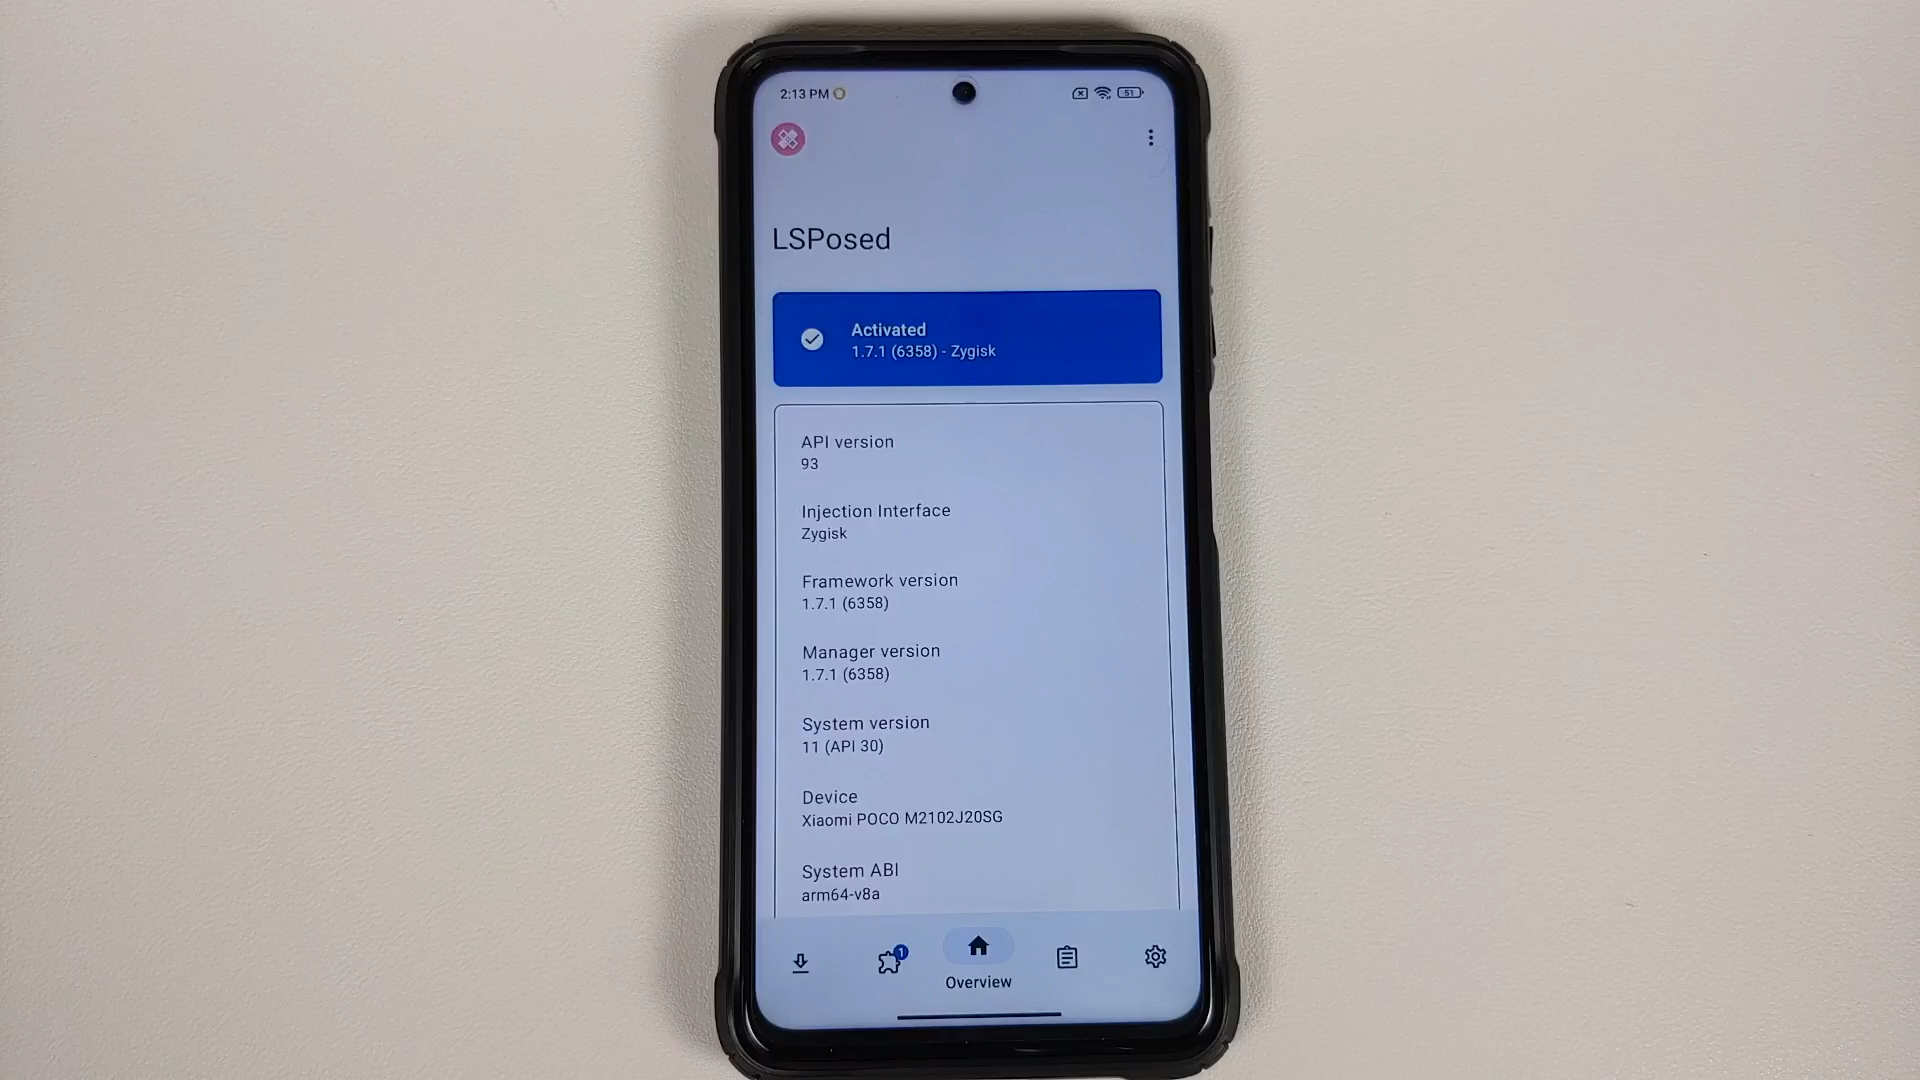 2:13 PM
51
LSPosed
Activated
1.7.1 (6358) - Zygisk
API version
93
Injection Interface
Zygisk
Framework version
1.7.1 (6358)
Manager version
1.7.1 (6358)
System version
11 (API 30)
Device
Xiaomi POCO M2102J20SG
System ABI
arm64-v8a
1
Overview